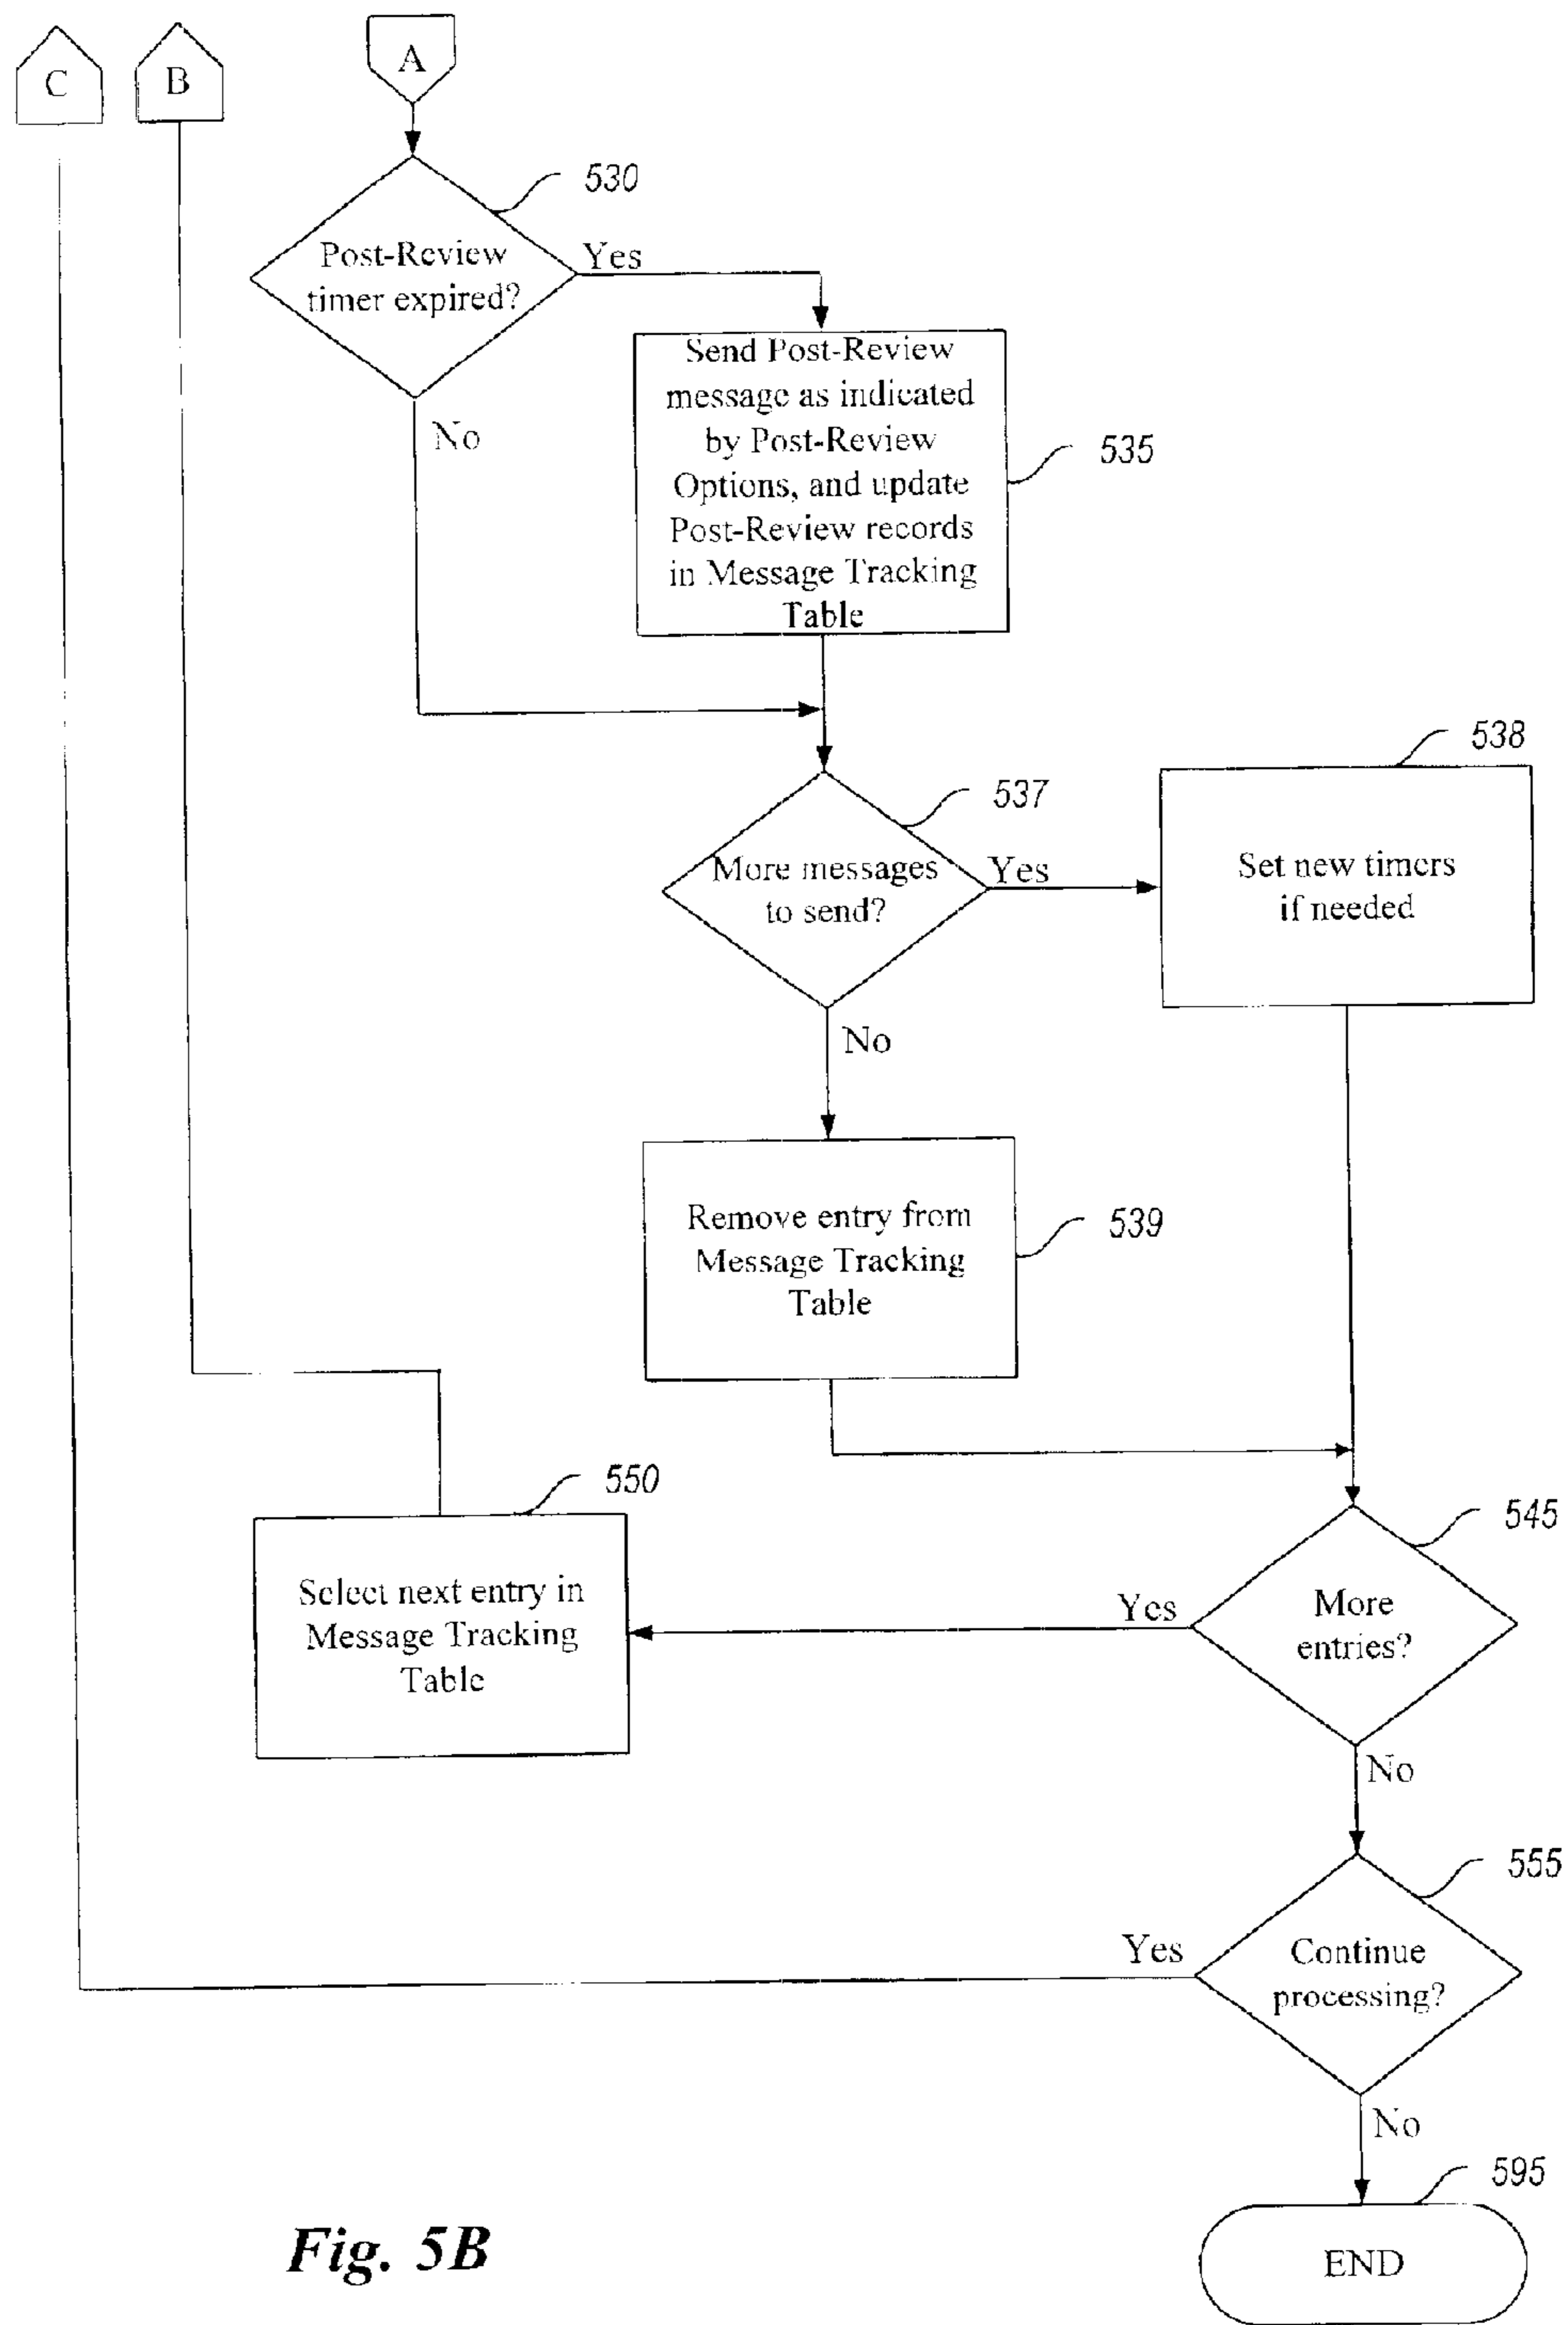 C
B
A
530
Post-Review
timer expired?
Yes
No
Send Post-Review
message as indicated
by Post-Review
Options, and update
Post-Review records
in Message Tracking
Table
535
538
537
More messages
to send?
Yes
No
Set new timers
if needed
Remove entry from
Message Tracking
Table
539
550
545
Select next entry in
Message Tracking
Table
Yes
More
entries?
No
555
Yes
Continue
processing?
No
595
END
Fig. 5B